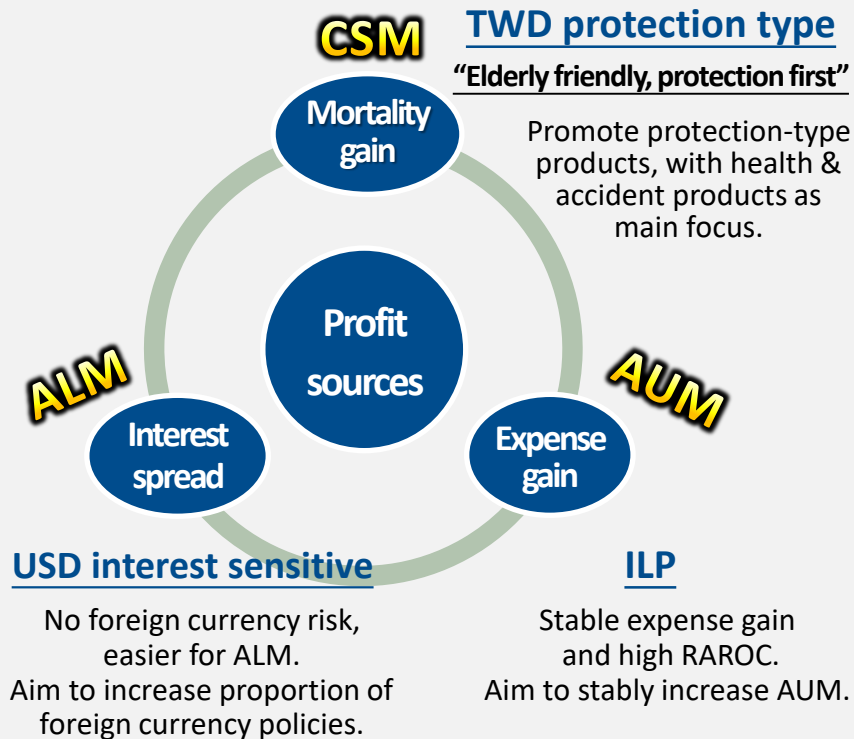 CSM
TWD protection type
“Elderly friendly, protection first”
Mortality
gain
Promote protection-type
products, with health &
accident products as
main focus.
Profit
sources
ALM
AUM
Interest
spread
Expense
gain
USD interest sensitive
No foreign currency risk,
easier for ALM.
Aim to increase proportion of
foreign currency policies.
ILP
Stable expense gain
and high RAROC.
Aim to stably increase AUM.